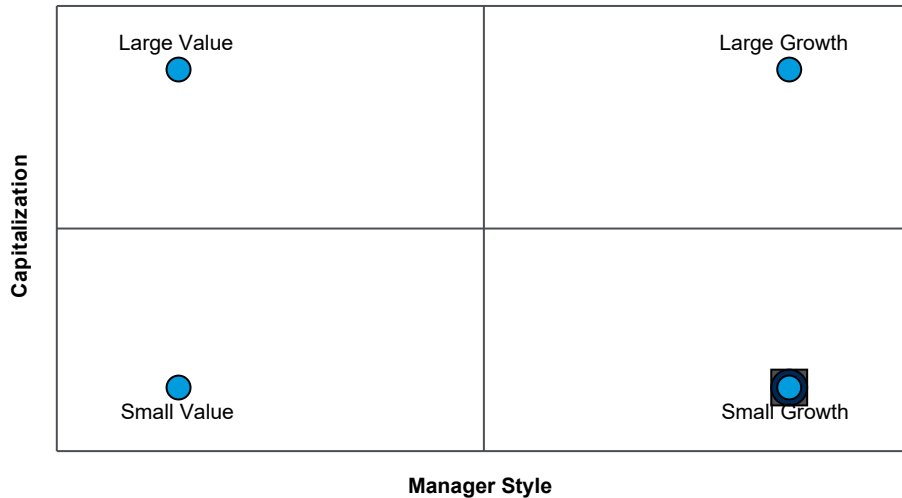 Large Value
Large Growth
Capitalization
Small Value
Small Growth
Manager Style